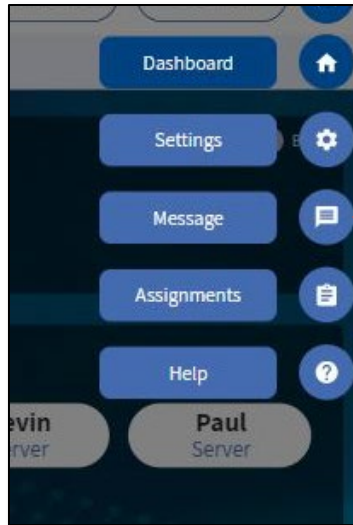 Dashboard
Settings
Message
Assignments
Help
Paul
Server